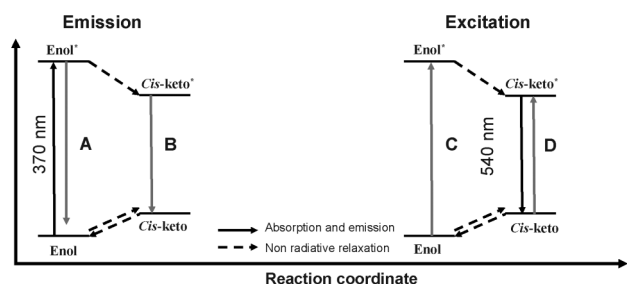 Emission
Excitation
Enol*
Enol*
Cis-keto*
Cis-keto*
370 nm
A
B
C
540 nm
D
Cis-keto
Cis-keto
Enol
Enol
Absorption and emission
Non radiative relaxation
Reaction coordinate